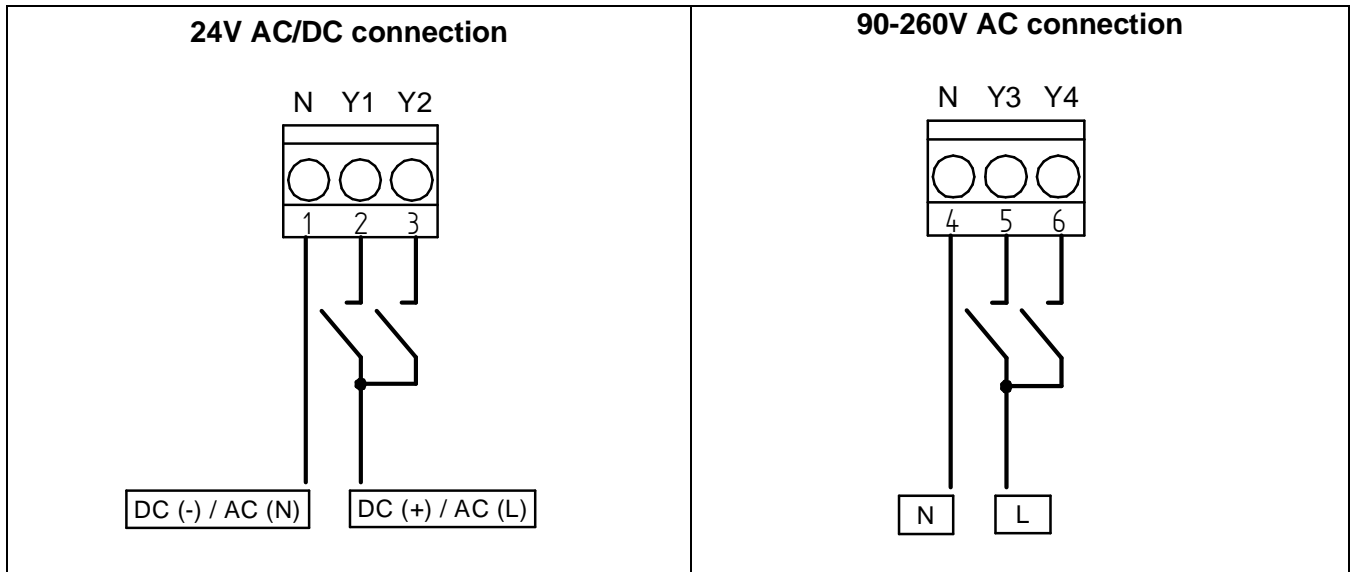 24V AC/DC connection
N Y1 Y2
1 2 3
DC (-) / AC (N) DC (+) / AC (L)
90-260V AC connection
N Y3 Y4
4 5 6
N L